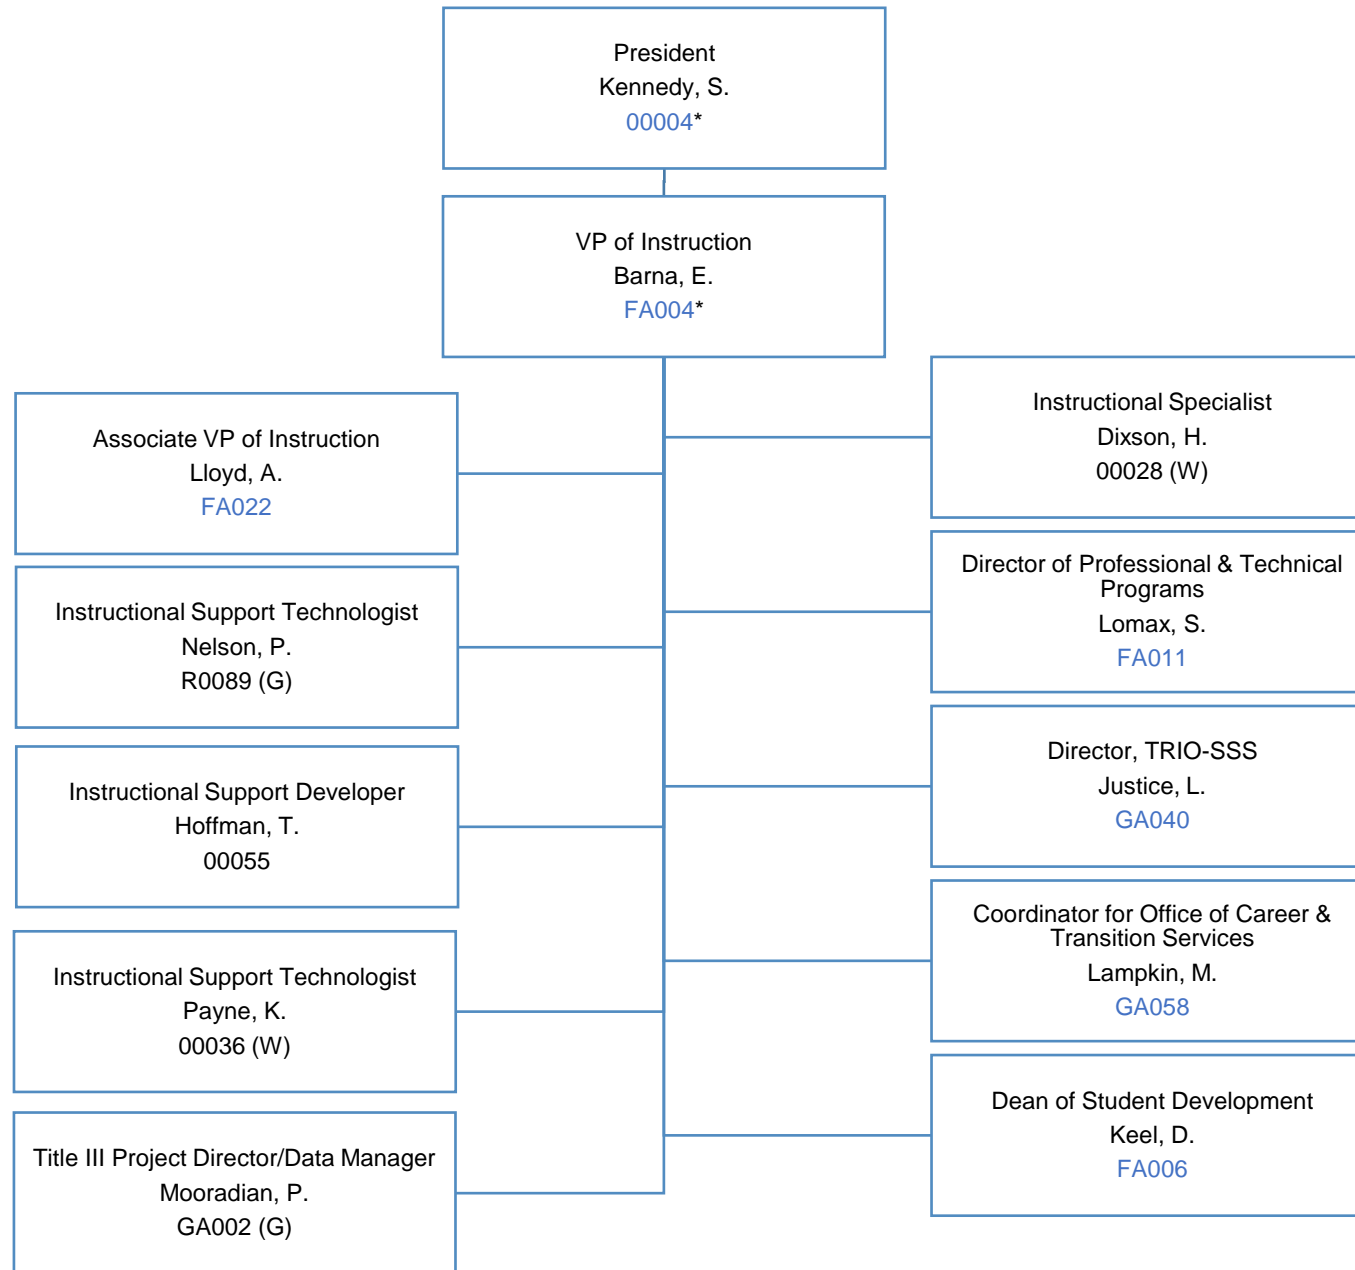 President
Kennedy, S.
00004*
VP of Instruction
Barna, E.
FA004*
Associate VP of Instruction
Lloyd, A.
FA022
Instructional Support Technologist
Nelson, P.
R0089 (G)
Instructional Support Developer
Hoffman, T.
00055
Instructional Support Technologist
Payne, K.
00036 (W)
Title III Project Director/Data Manager
Mooradian, P.
GA002 (G)
Instructional Specialist
Dixson, H.
00028 (W)
Director of Professional & Technical
Programs
Lomax, S.
FA011
Director, TRIO-SSS
Justice, L.
GA040
Coordinator for Office of Career &
Transition Services
Lampkin, M.
GA058
Dean of Student Development
Keel, D.
FA006